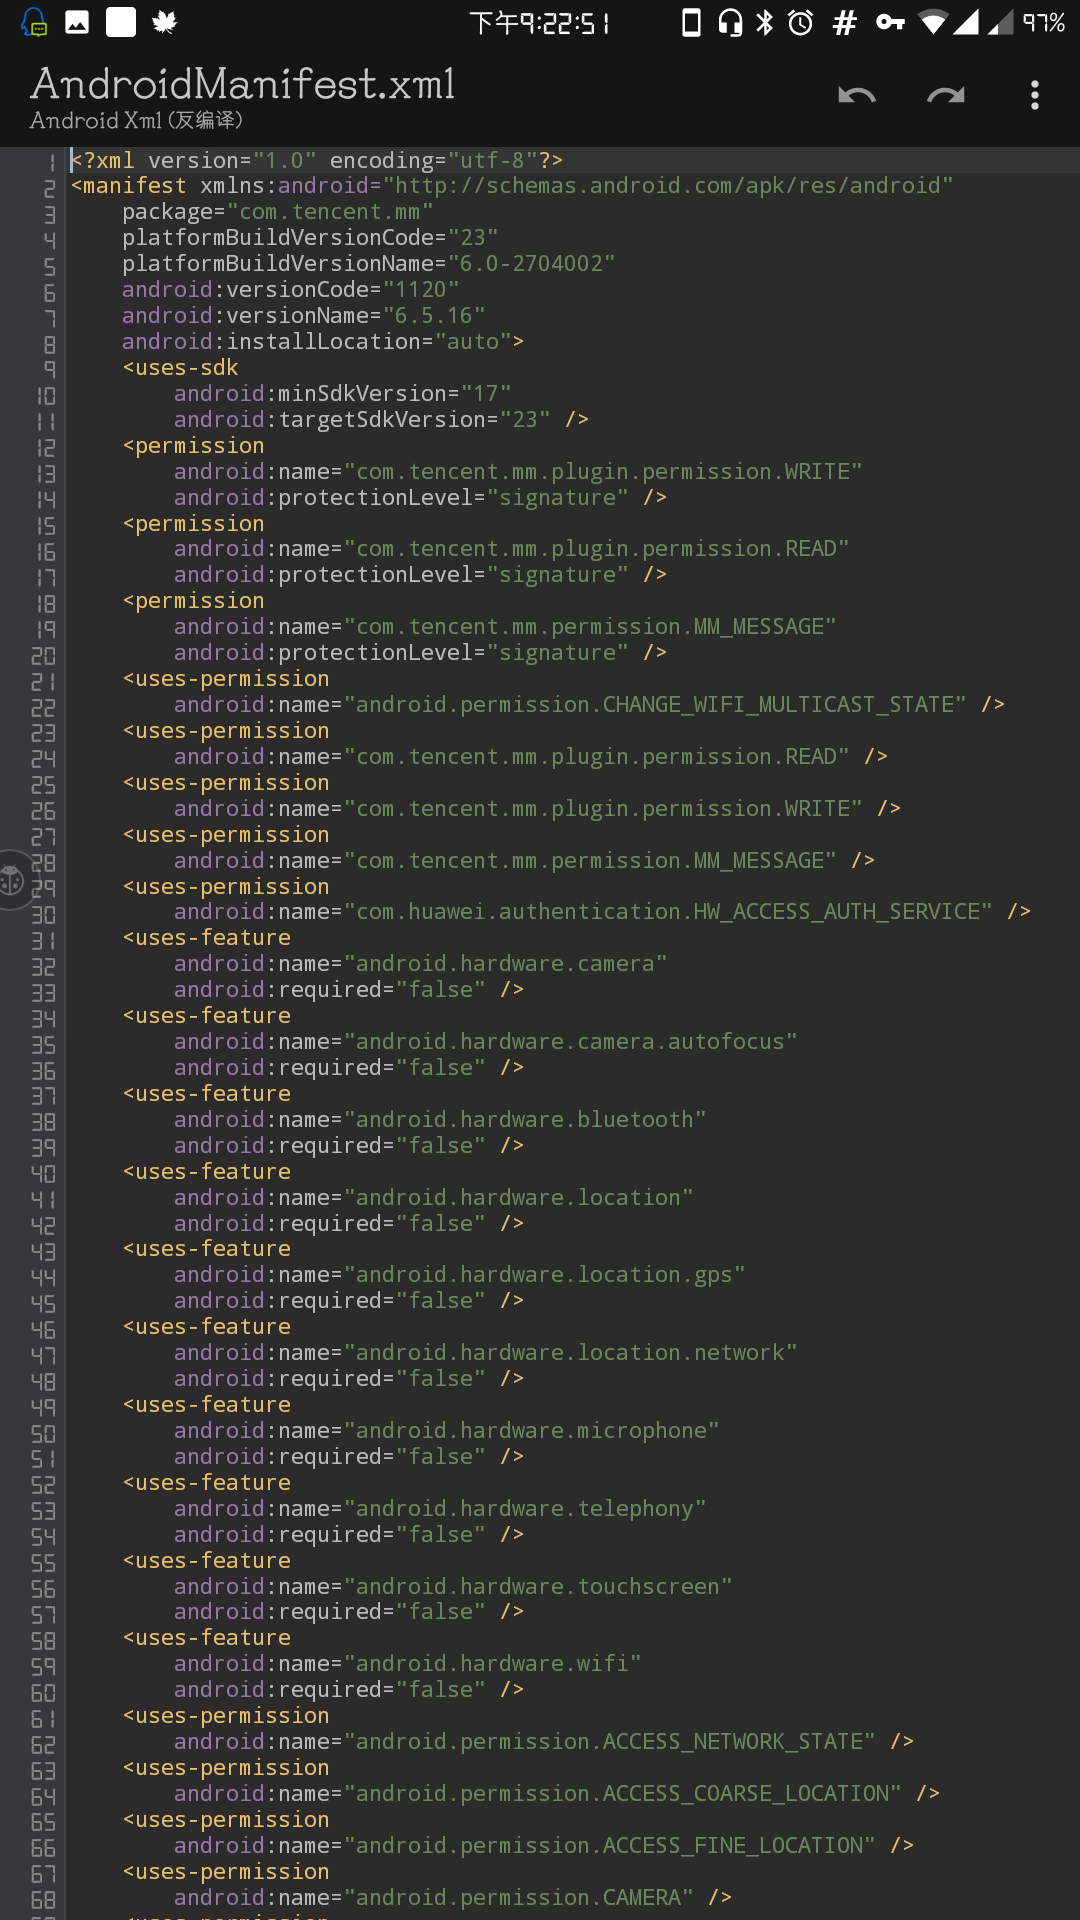 下午9:22:51
97%
AndroidManifest.xml
Android Xml (反编译)
1 <?xml version="1.0" encoding="utf-8"?>
2 <manifest xmlns:android="http://schemas.android.com/apk/res/android"
3 package="com.tencent.mm"
4 platformBuildVersionCode="23"
5 platformBuildVersionName="6.0-2704002"
6 android:versionCode="1120"
7 android:versionName="6.5.16"
8 android:installLocation="auto">
9 <uses-sdk
10 android:minSdkVersion="17"
11 android:targetSdkVersion="23" />
12 <permission
13 android:name="com.tencent.mm.plugin.permission.WRITE"
14 android:protectionLevel="signature" />
15 <permission
16 android:name="com.tencent.mm.plugin.permission.READ"
17 android:protectionLevel="signature" />
18 <permission
19 android:name="com.tencent.mm.permission.MM_MESSAGE"
20 android:protectionLevel="signature" />
21 <uses-permission
22 android:name="android.permission.CHANGE_WIFI_MULTICAST_STATE" />
23 <uses-permission
24 android:name="com.tencent.mm.plugin.permission.READ" />
25 <uses-permission
26 android:name="com.tencent.mm.plugin.permission.WRITE" />
27 <uses-permission
28 android:name="com.tencent.mm.permission.MM_MESSAGE" />
29 <uses-permission
30 android:name="com.huawei.authentication.HW_ACCESS_AUTH_SERVICE" />
31 <uses-feature
32 android:name="android.hardware.camera"
33 android:required="false" />
34 <uses-feature
35 android:name="android.hardware.camera.autofocus"
36 android:required="false" />
37 <uses-feature
38 android:name="android.hardware.bluetooth"
39 android:required="false" />
40 <uses-feature
41 android:name="android.hardware.location"
42 android:required="false" />
43 <uses-feature
44 android:name="android.hardware.location.gps"
45 android:required="false" />
46 <uses-feature
47 android:name="android.hardware.location.network"
48 android:required="false" />
49 <uses-feature
50 android:name="android.hardware.microphone"
51 android:required="false" />
52 <uses-feature
53 android:name="android.hardware.telephony"
54 android:required="false" />
55 <uses-feature
56 android:name="android.hardware.touchscreen"
57 android:required="false" />
58 <uses-feature
59 android:name="android.hardware.wifi"
60 android:required="false" />
61 <uses-permission
62 android:name="android.permission.ACCESS_NETWORK_STATE" />
63 <uses-permission
64 android:name="android.permission.ACCESS_COARSE_LOCATION" />
65 <uses-permission
66 android:name="android.permission.ACCESS_FINE_LOCATION" />
67 <uses-permission
68 android:name="android.permission.CAMERA" />